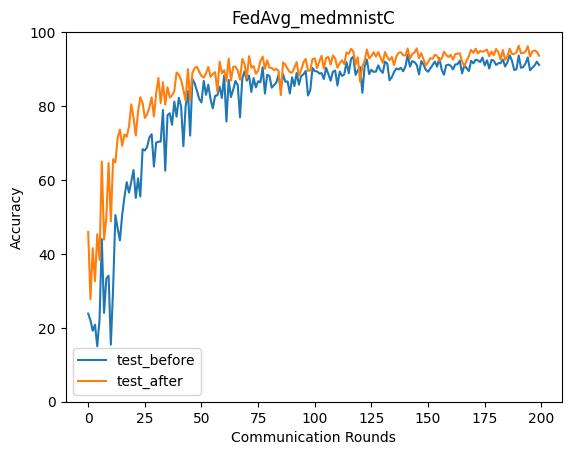 FedAvg_medmnistC
Accuracy
100
80
60
40
20
0
test_before
test_after
0 25 50 75 100 125 150 175 200
Communication Rounds